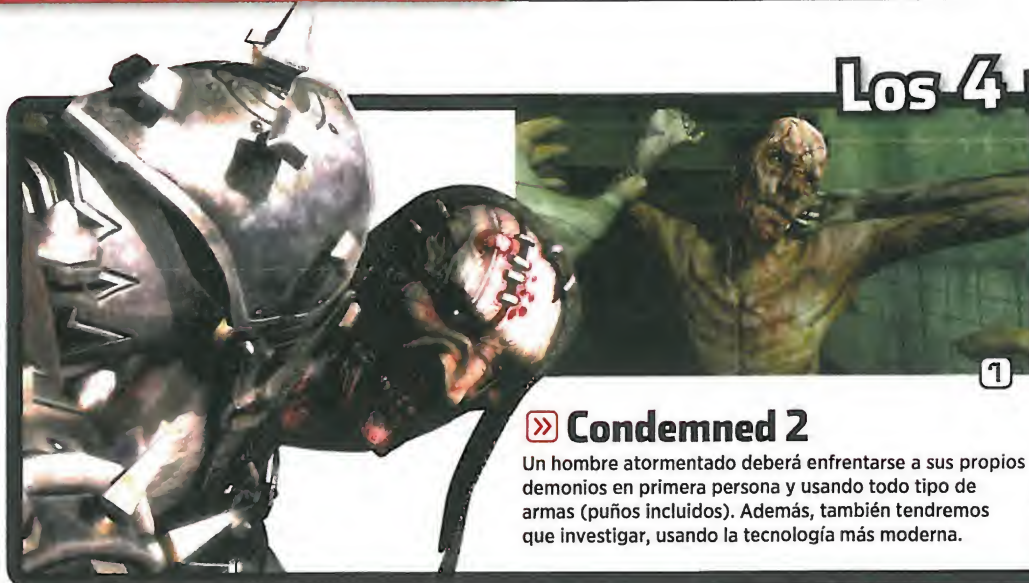 Los 4
1
» Condemned 2
Un hombre atormentado deberá enfrentarse a sus propios
demonios en primera persona y usando todo tipo de
armas (puños incluidos). Además, también tendremos
que investigar, usando la tecnología más moderna.